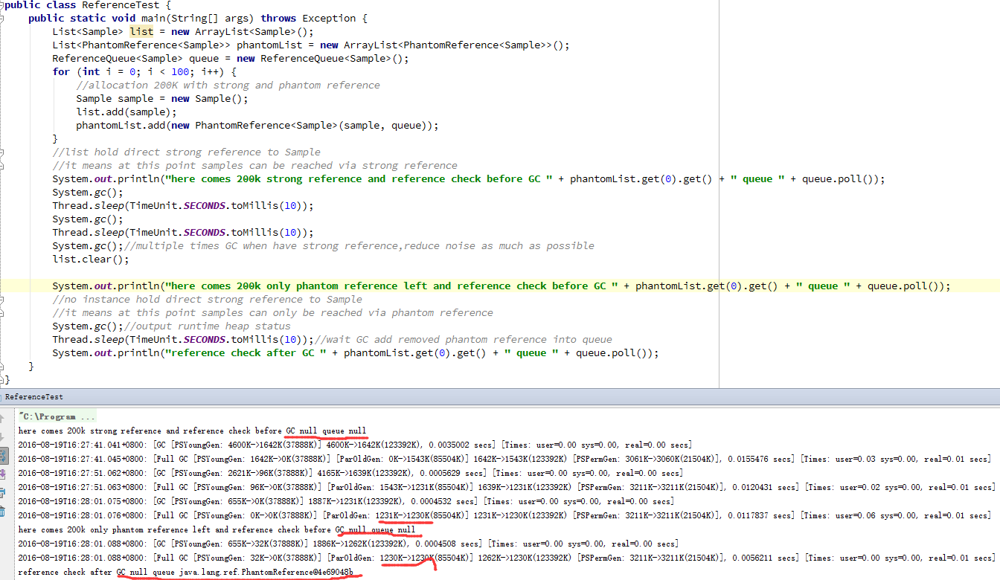 public class ReferenceTest {
public static void main(String[] args) throws Exception {
List<Sample> list = new ArrayList<Sample>();
List<PhantomReference<Sample>> phantomList = new ArrayList<PhantomReference<Sample>>();
ReferenceQueue<Sample> queue = new ReferenceQueue<Sample>();
for (int i = 0; i < 100; i++) {
//allocation 200K with strong and phantom reference
Sample sample = new Sample();
list.add(sample);
phantomList.add(new PhantomReference<Sample>(sample, queue));
}
//list hold direct strong reference to Sample
//it means at this point samples can be reached via strong reference
System.out.println("here comes 200k strong reference and reference check before GC " + phantomList.get(0).get() + " queue " + queue.poll());
System.gc();
Thread.sleep(TimeUnit.SECONDS.toMillis(10));
System.gc();
Thread.sleep(TimeUnit.SECONDS.toMillis(10));
System.gc();//multiple times GC when have strong reference,reduce noise as much as possible
list.clear();
System.out.println("here comes 200k only phantom reference left and reference check before GC " + phantomList.get(0).get() + " queue " + queue.poll());
//no instance hold direct strong reference to Sample
//it means at this point samples can only be reached via phantom reference
System.gc();//output runtime heap status
Thread.sleep(TimeUnit.SECONDS.toMillis(10));//wait GC add removed phantom reference into queue
System.out.println("reference check after GC " + phantomList.get(0).get() + " queue " + queue.poll());
}
}
ReferenceTest
"C:\Program ...
here comes 200k strong reference and reference check before GC null queue null
2016-08-19T16:27:41.041+0800: [GC [PSYoungGen: 4600K->1642K(37888K)] 4600K->1642K(123392K), 0.0035002 secs] [Times: user=0.00 sys=0.00, real=0.00 secs]
2016-08-19T16:27:41.045+0800: [Full GC [PSYoungGen: 1642K->0K(37888K)] [ParOldGen: 0K->1543K(85504K)] 1642K->1543K(123392K) [PSPermGen: 3061K->3060K(21504K)], 0.0155476 secs] [Times: user=0.03 sys=0.00, real=0.01 secs]
2016-08-19T16:27:51.062+0800: [GC [PSYoungGen: 2621K->96K(37888K)] 4165K->1639K(123392K), 0.0005629 secs] [Times: user=0.00 sys=0.00, real=0.00 secs]
2016-08-19T16:27:51.063+0800: [Full GC [PSYoungGen: 96K->0K(37888K)] [ParOldGen: 1543K->1231K(85504K)] 1639K->1231K(123392K) [PSPermGen: 3211K->3211K(21504K)], 0.0120431 secs] [Times: user=0.02 sys=0.00, real=0.01 secs]
2016-08-19T16:28:01.075+0800: [GC [PSYoungGen: 655K->0K(37888K)] 1887K->1231K(123392K), 0.0004532 secs] [Times: user=0.00 sys=0.00, real=0.00 secs]
2016-08-19T16:28:01.076+0800: [Full GC [PSYoungGen: 0K->0K(37888K)] [ParOldGen: 1231K->1230K(85504K)] 1231K->1230K(123392K) [PSPermGen: 3211K->3211K(21504K)], 0.0117837 secs] [Times: user=0.06 sys=0.00, real=0.01 secs]
here comes 200k only phantom reference left and reference check before GC null queue null
2016-08-19T16:28:01.088+0800: [GC [PSYoungGen: 655K->32K(37888K)] 1886K->1262K(123392K), 0.0004508 secs] [Times: user=0.00 sys=0.00, real=0.00 secs]
2016-08-19T16:28:01.088+0800: [Full GC [PSYoungGen: 32K->0K(37888K)] [ParOldGen: 1230K->1230K(85504K)] 1262K->1230K(123392K) [PSPermGen: 3211K->3211K(21504K)], 0.0056211 secs] [Times: user=0.00 sys=0.00, real=0.01 secs]
reference check after GC null queue java.lang.ref.PhantomReference@4e69048b